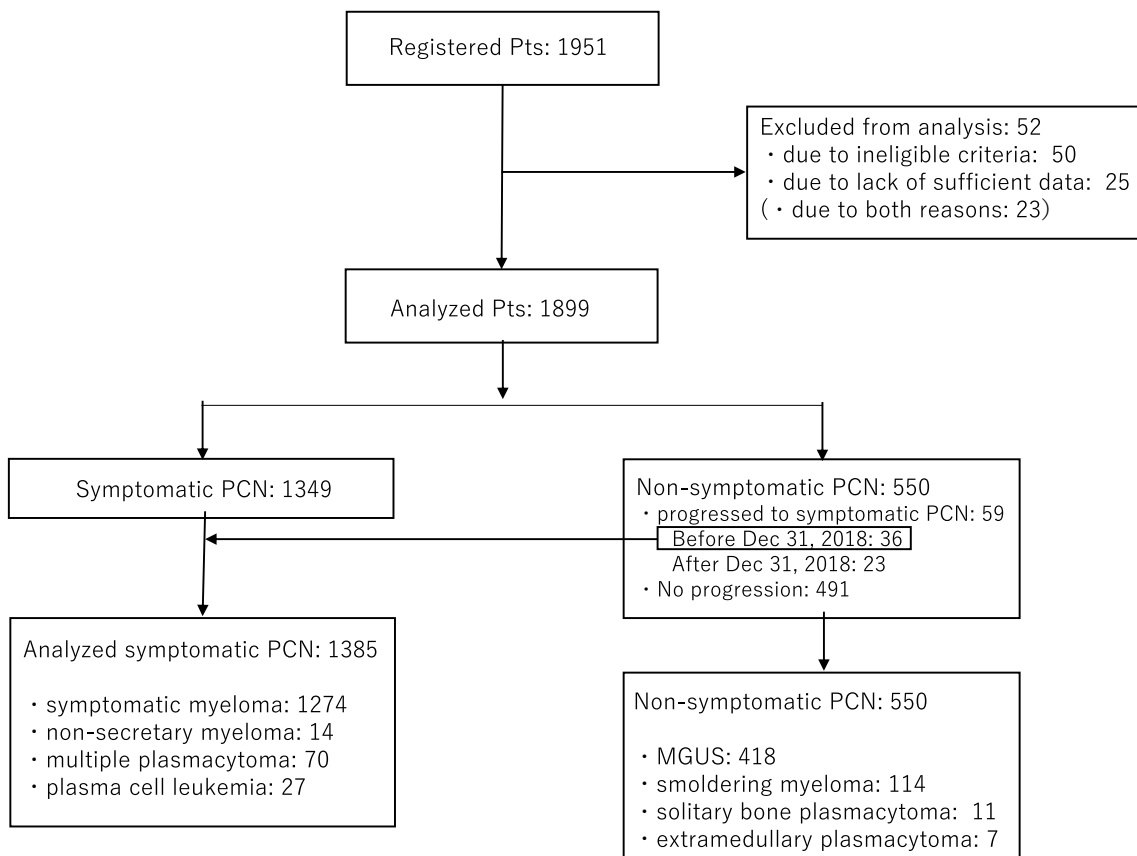 Registered Pts: 1951
Excluded from analysis: 52
・due to ineligible criteria: 50
・due to lack of sufficient data: 25
(・due to both reasons: 23)
Analyzed Pts: 1899
Symptomatic PCN: 1349
Non-symptomatic PCN: 550
・progressed to symptomatic PCN: 59
Before Dec 31, 2018: 36
After Dec 31, 2018: 23
・No progression: 491
Analyzed symptomatic PCN: 1385
・symptomatic myeloma: 1274
・non-secretary myeloma: 14
・multiple plasmacytoma: 70
・plasma cell leukemia: 27
Non-symptomatic PCN: 550
・MGUS: 418
・smoldering myeloma: 114
・solitary bone plasmacytoma: 11
・extramedullary plasmacytoma: 7